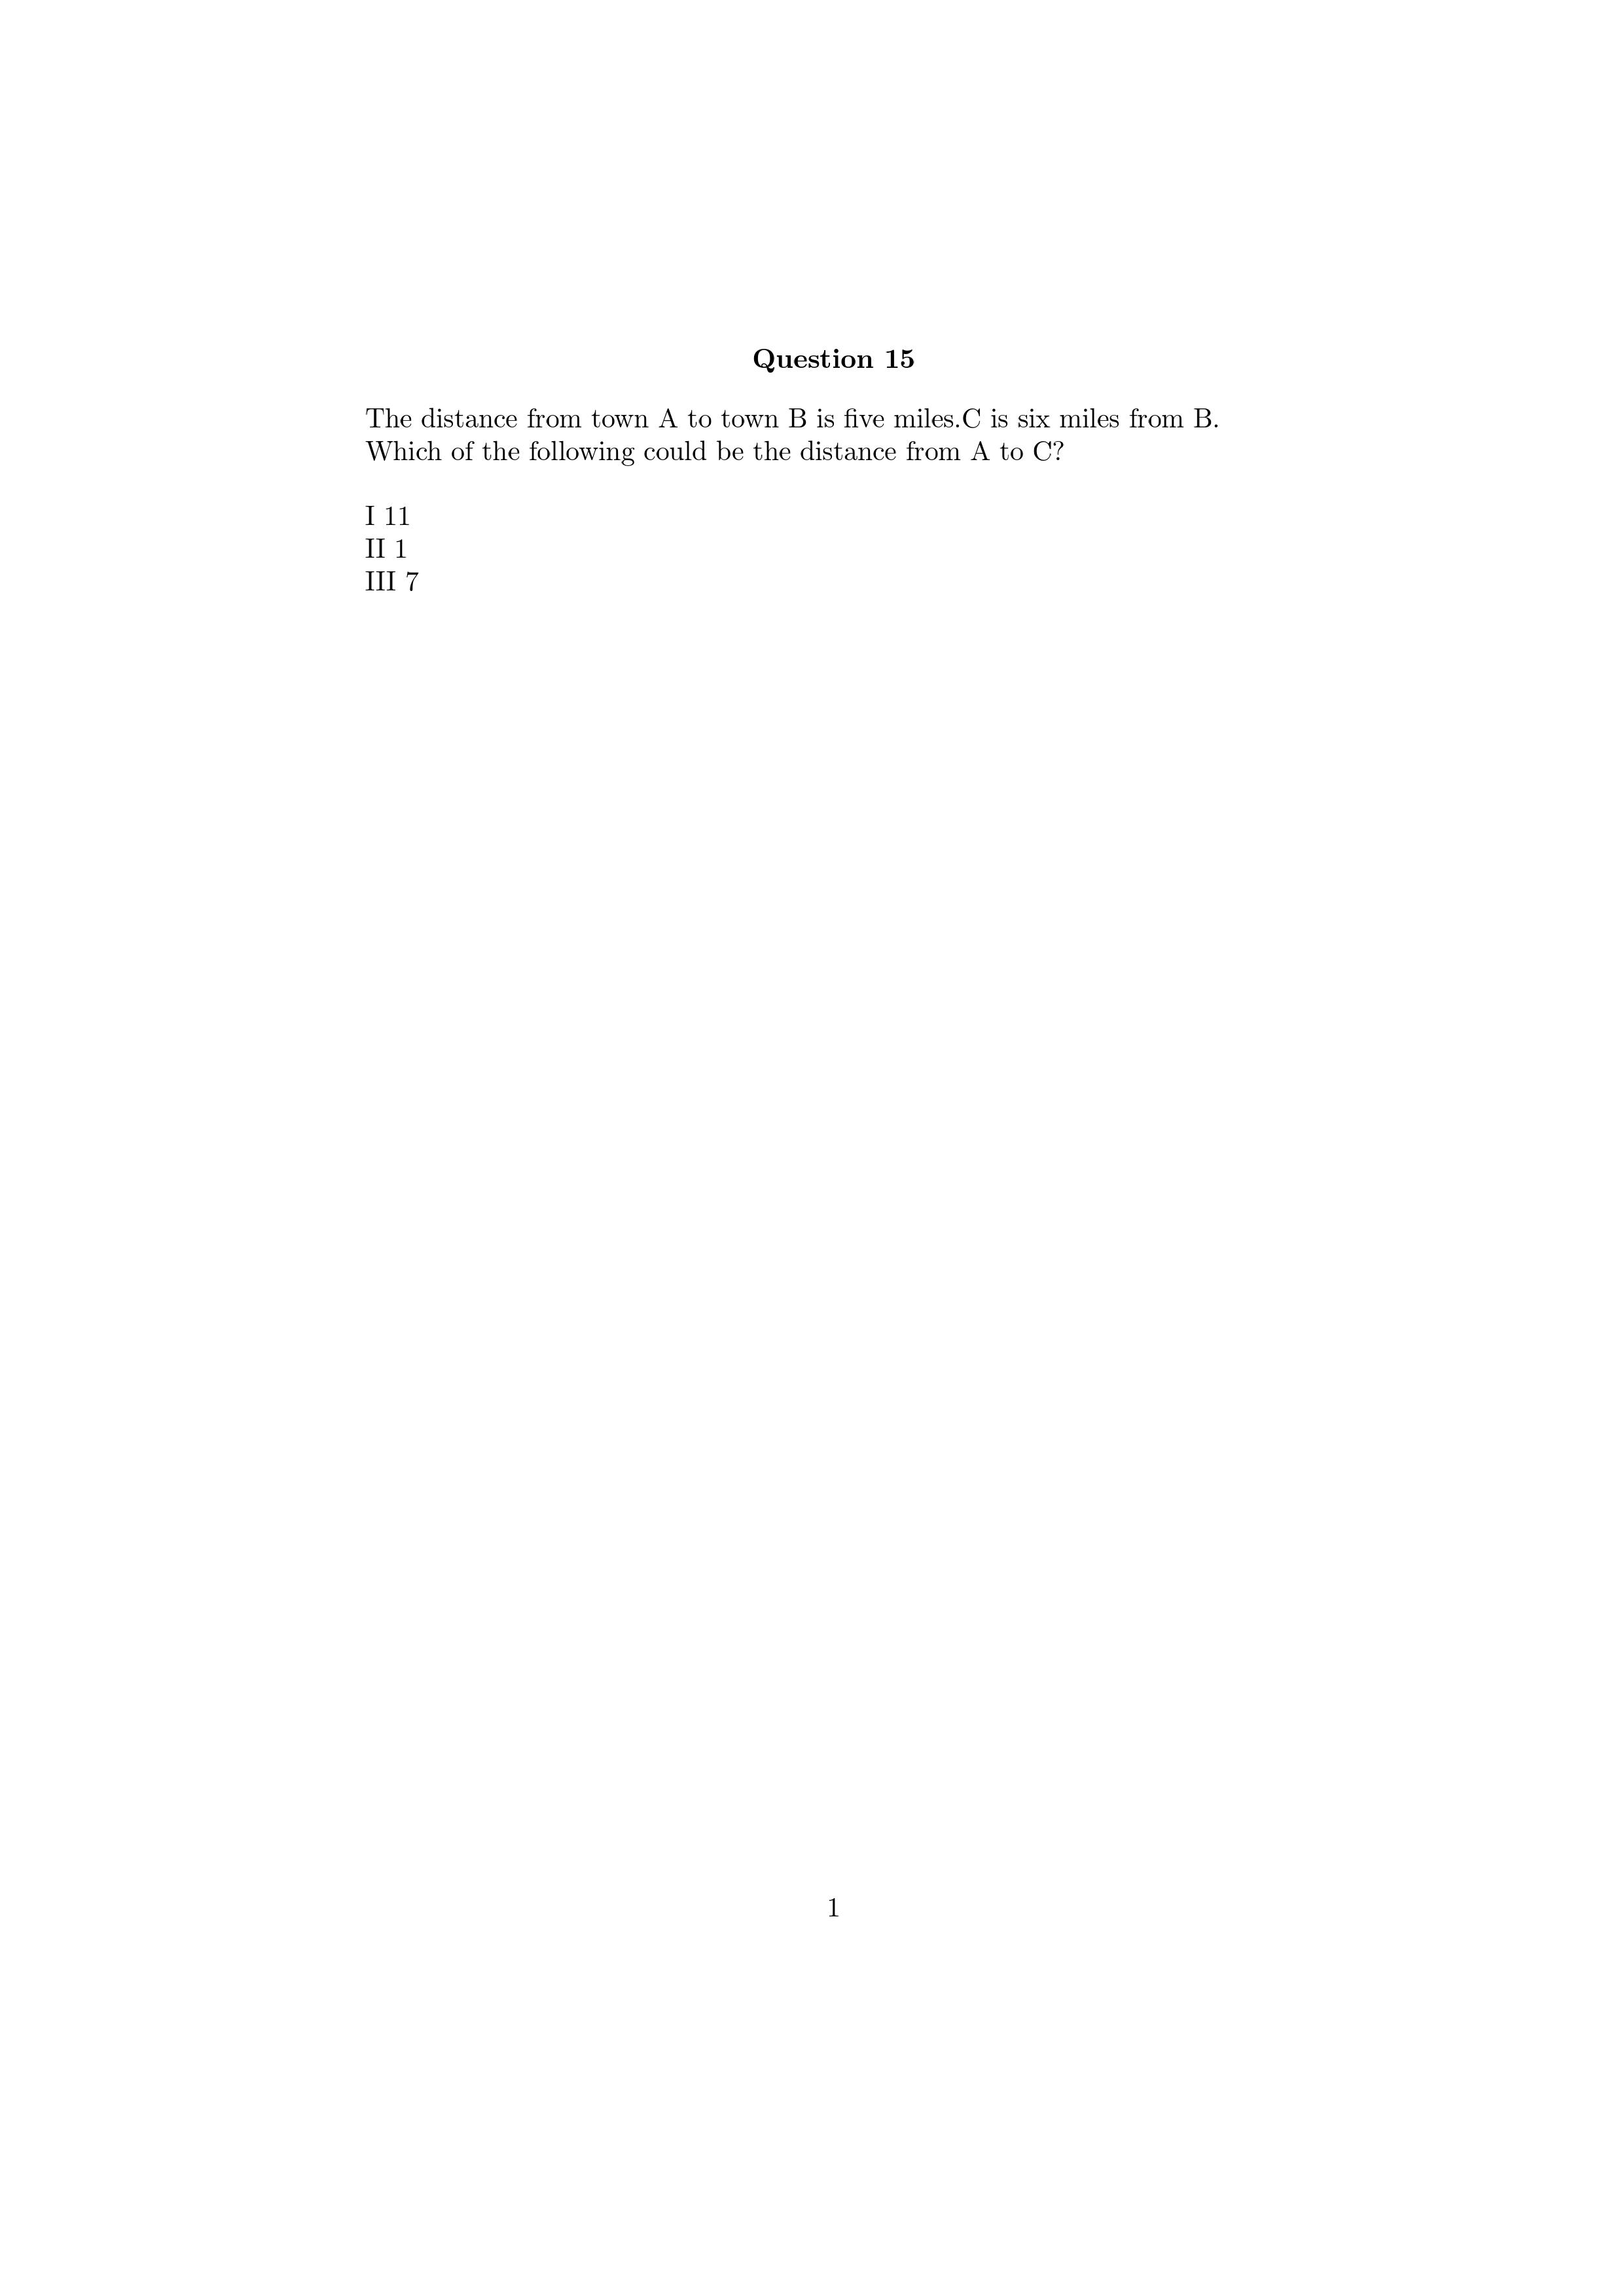 Question 15
The distance from town A to town B is five miles.C is six miles from B.
Which of the following could be the distance from A to C?
I 11
II 1
III 7
1